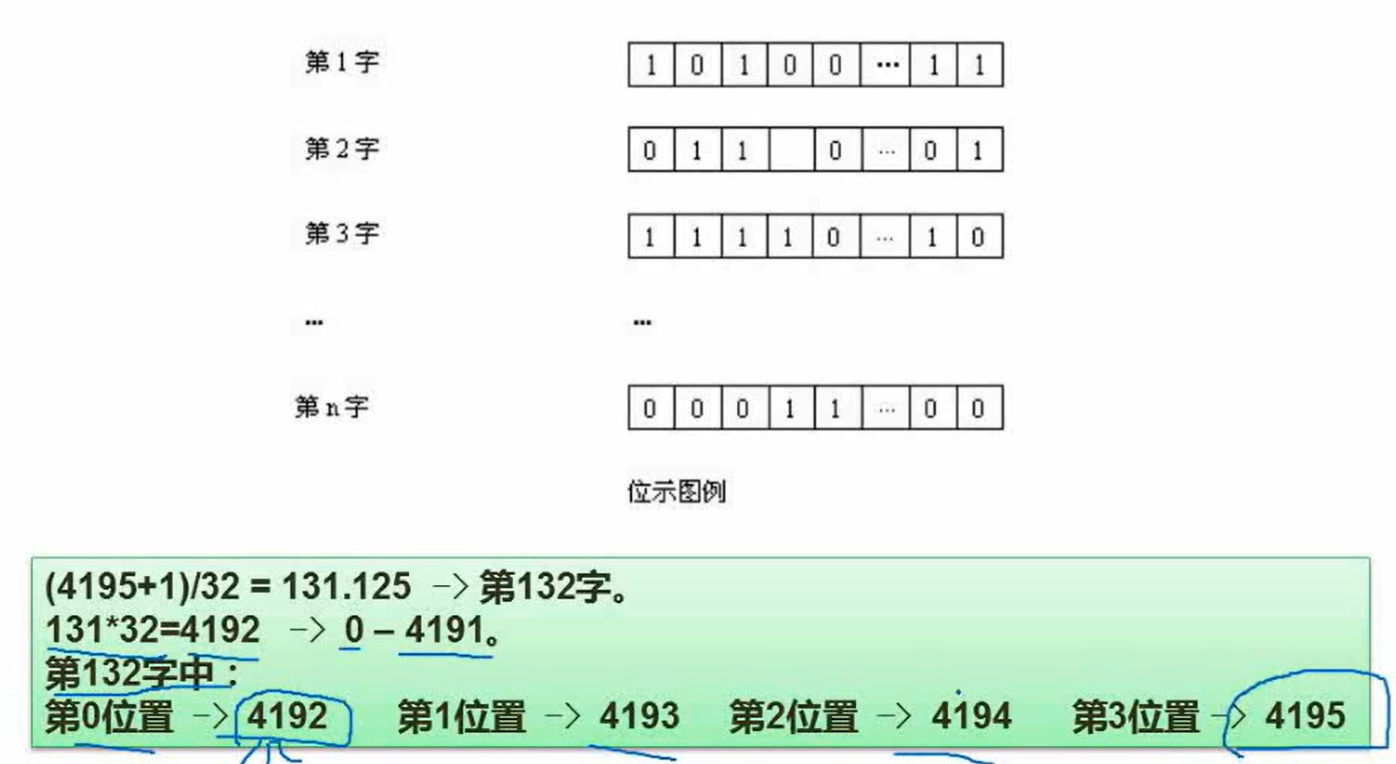 第1字 1 0 1 0 0 ··· 1 1
第2字 0 1 1 0 ··· 0 1
第3字 1 1 1 1 0 ··· 1 0
··· ···
第n字 0 0 0 1 1 ··· 0 0
位示图例
(4195+1)/32 = 131.125 –> 第132字。
131*32=4192 –> 0 – 4191。
第132字中：
第0位置 –> 4192 第1位置 –> 4193 第2位置 –> 4194 第3位置 –> 4195